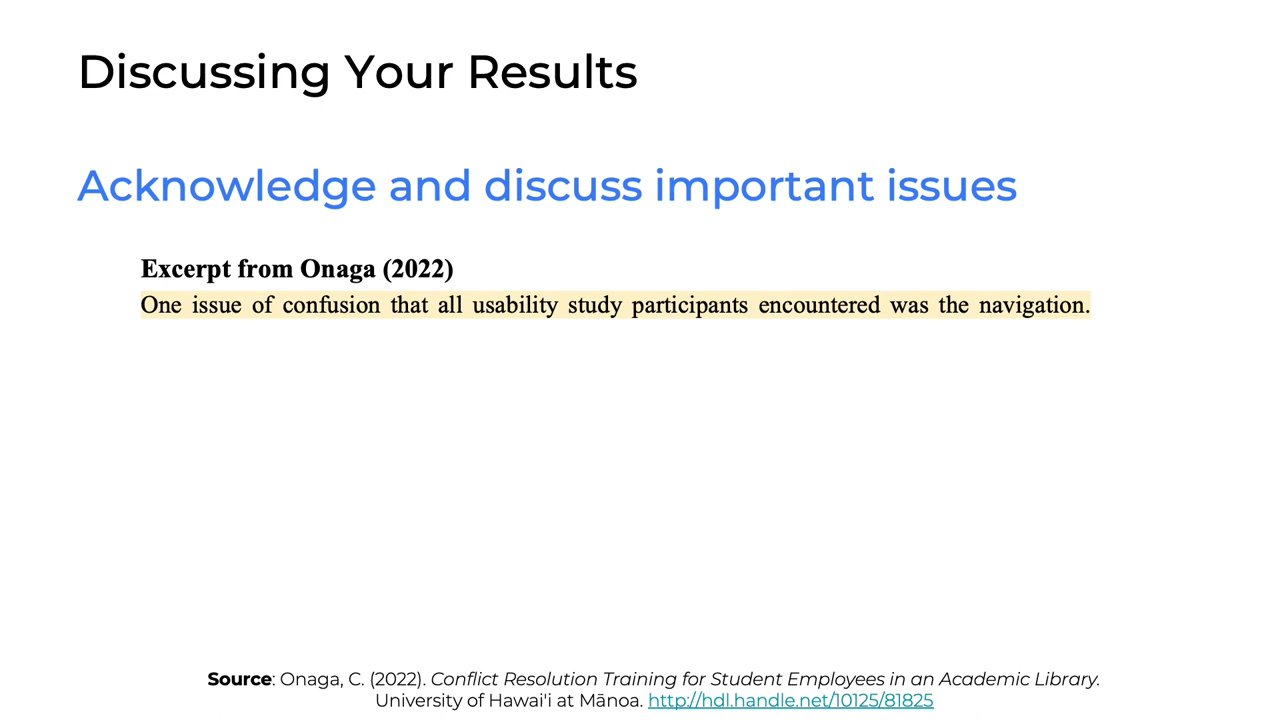 Discussing Your Results
Acknowledge and discuss important issues
Excerpt from Onaga (2022)
One issue of confusion that all usability study participants encountered was the navigation.
Source: Onaga, C. (2022). Conflict Resolution Training for Student Employees in an Academic Library.
University of Hawai'i at Mānoa. http://hdl.handle.net/10125/81825